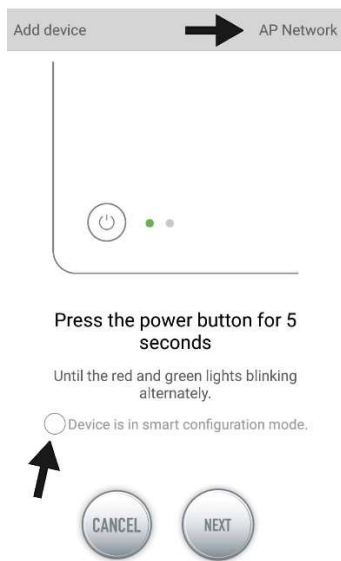 Add device AP Network
Press the power button for 5
seconds
Until the red and green lights blinking
alternately.
Device is in smart configuration mode.
CANCEL NEXT